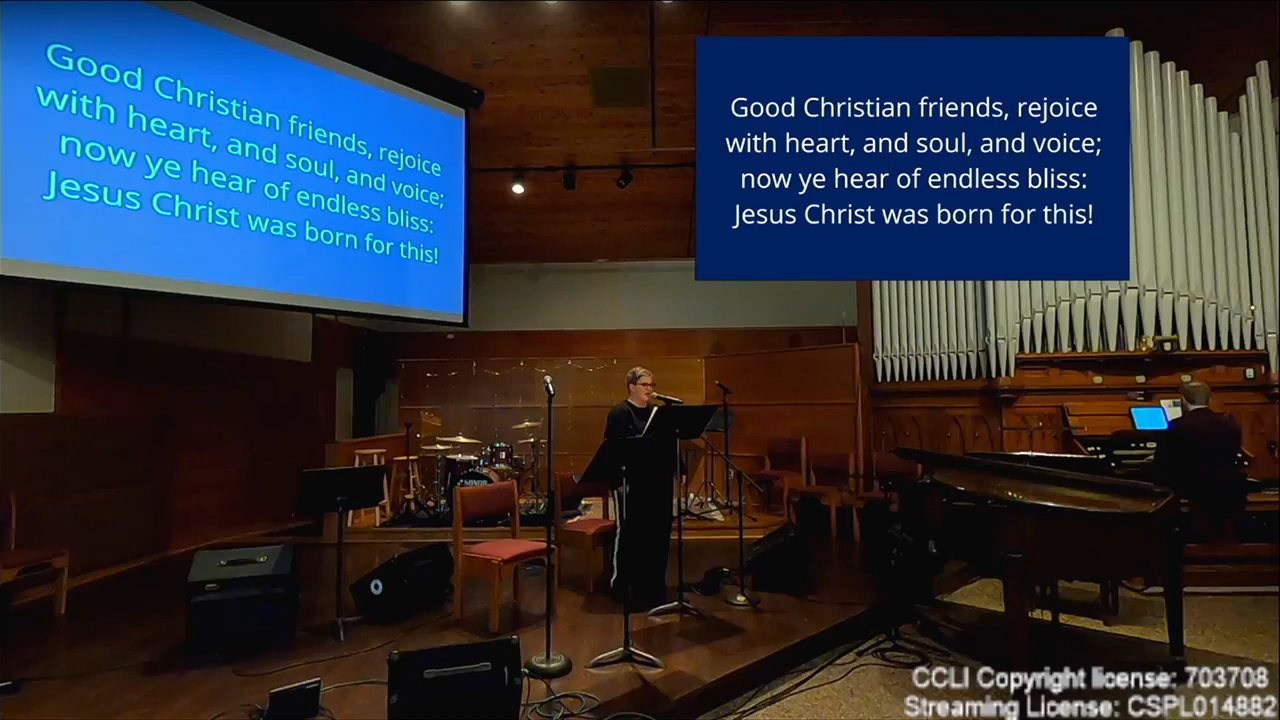 Good Christian friends, rejoice
with heart, and soul, and voice;
now ye hear of endless bliss:
Jesus Christ was born for this!
Good Christian friends, rejoice
with heart, and soul, and voice;
now ye hear of endless bliss:
Jesus Christ was born for this!
SONOR
CCLI Copyright license: 703708
Streaming License: CSPL014882